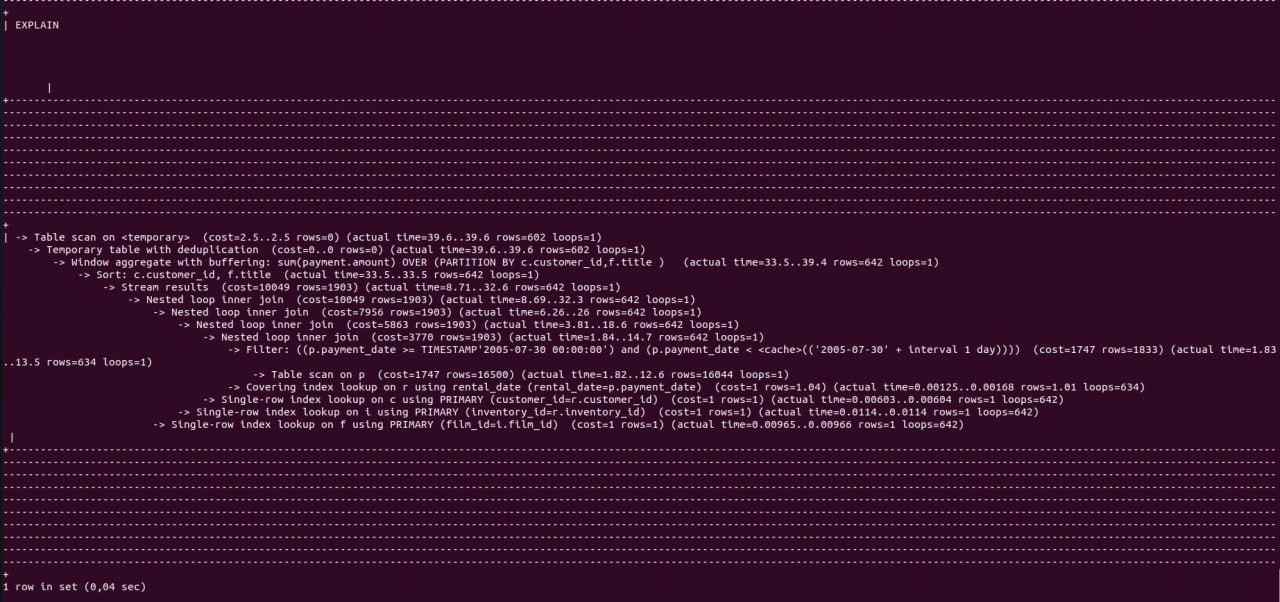 +
| EXPLAIN
|
+--------------------------------------------------------------------------------
+
| -> Table scan on <temporary>  (cost=2.5..2.5 rows=0) (actual time=39.6..39.6 rows=602 loops=1)
-> Temporary table with deduplication  (cost=0..0 rows=0) (actual time=39.6..39.6 rows=602 loops=1)
-> Window aggregate with buffering: sum(payment.amount) OVER (PARTITION BY c.customer_id,f.title )   (actual time=33.5..39.4 rows=642 loops=1)
-> Sort: c.customer_id, f.title  (actual time=33.5..33.5 rows=642 loops=1)
-> Stream results  (cost=10049 rows=1903) (actual time=8.71..32.6 rows=642 loops=1)
-> Nested loop inner join  (cost=10049 rows=1903) (actual time=8.69..32.3 rows=642 loops=1)
-> Nested loop inner join  (cost=7956 rows=1903) (actual time=6.26..26 rows=642 loops=1)
-> Nested loop inner join  (cost=5863 rows=1903) (actual time=3.81..18.6 rows=642 loops=1)
-> Nested loop inner join  (cost=3770 rows=1903) (actual time=1.84..14.7 rows=642 loops=1)
-> Filter: ((p.payment_date >= TIMESTAMP'2005-07-30 00:00:00') and (p.payment_date < <cache>(('2005-07-30' + interval 1 day))))  (cost=1747 rows=1833) (actual time=1.83
..13.5 rows=634 loops=1)
-> Table scan on p  (cost=1747 rows=16500) (actual time=1.82..12.6 rows=16044 loops=1)
-> Covering index lookup on r using rental_date (rental_date=p.payment_date)  (cost=1 rows=1.04) (actual time=0.00125..0.00168 rows=1.01 loops=634)
-> Single-row index lookup on c using PRIMARY (customer_id=r.customer_id)  (cost=1 rows=1) (actual time=0.00603..0.00604 rows=1 loops=642)
-> Single-row index lookup on i using PRIMARY (inventory_id=r.inventory_id)  (cost=1 rows=1) (actual time=0.0114..0.0114 rows=1 loops=642)
-> Single-row index lookup on f using PRIMARY (film_id=i.film_id)  (cost=1 rows=1) (actual time=0.00965..0.00966 rows=1 loops=642)
|
+--------------------------------------------------------------------------------
+
1 row in set (0,04 sec)